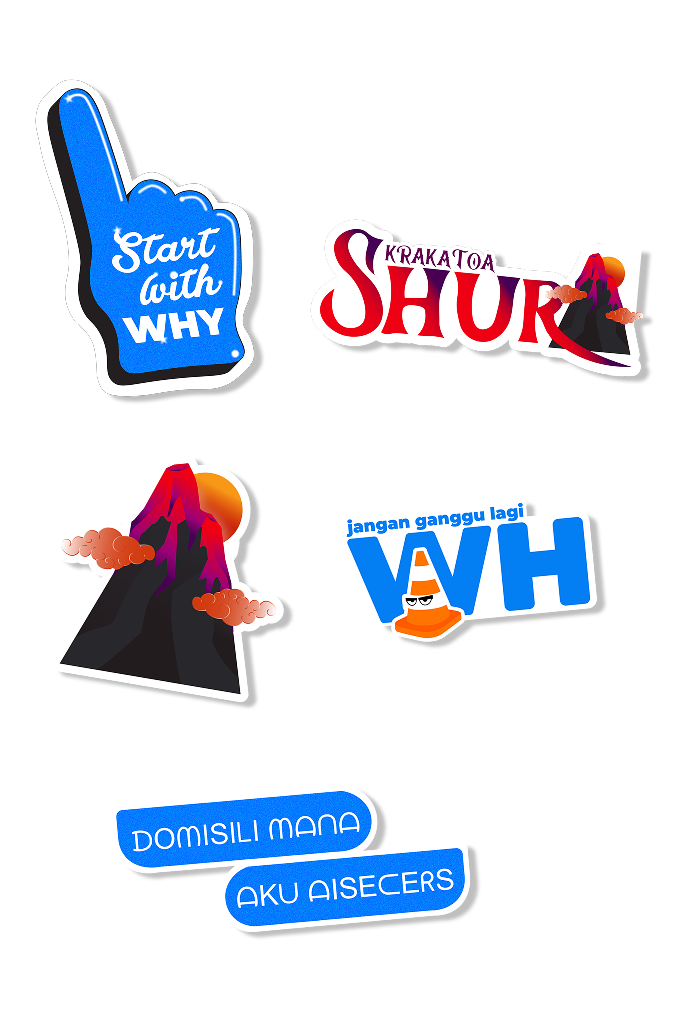 Start
with
WHY
KRAKATOA
SHURA
jangan ganggu lagi
WH
DOMISILI MANA
AKU AISECERS